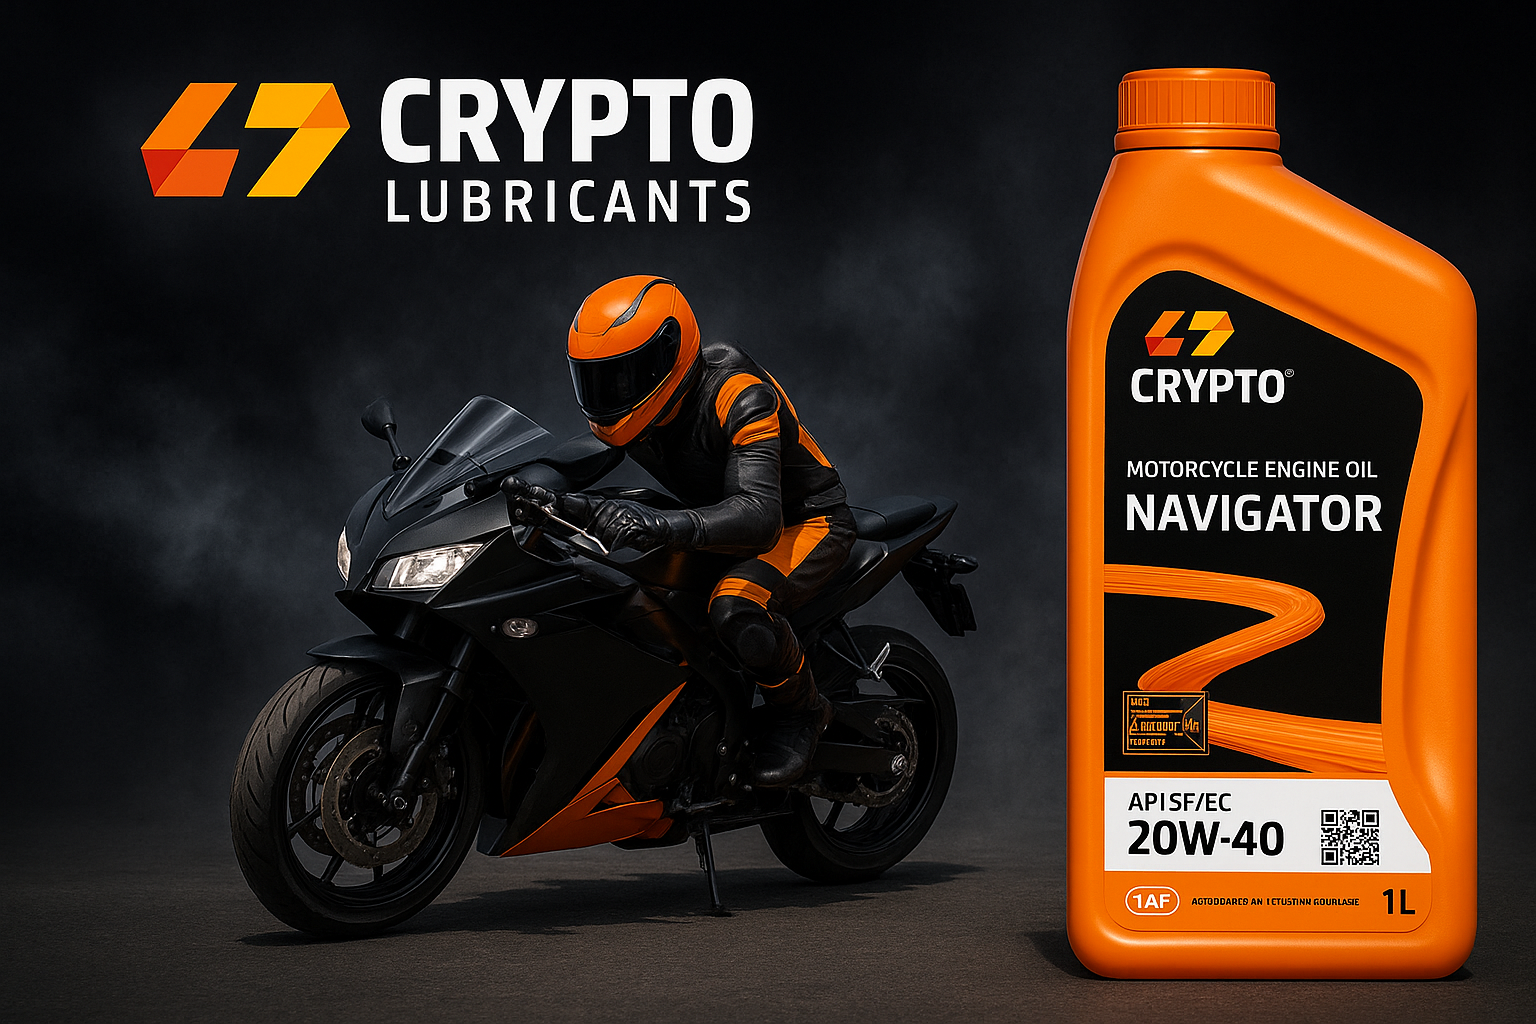 CRYPTO
LUBRICANTS
CRYPTO
MOTORCYCLE ENGINE OIL
NAVIGATOR
API SF/EC
20W-40
1AF
1L